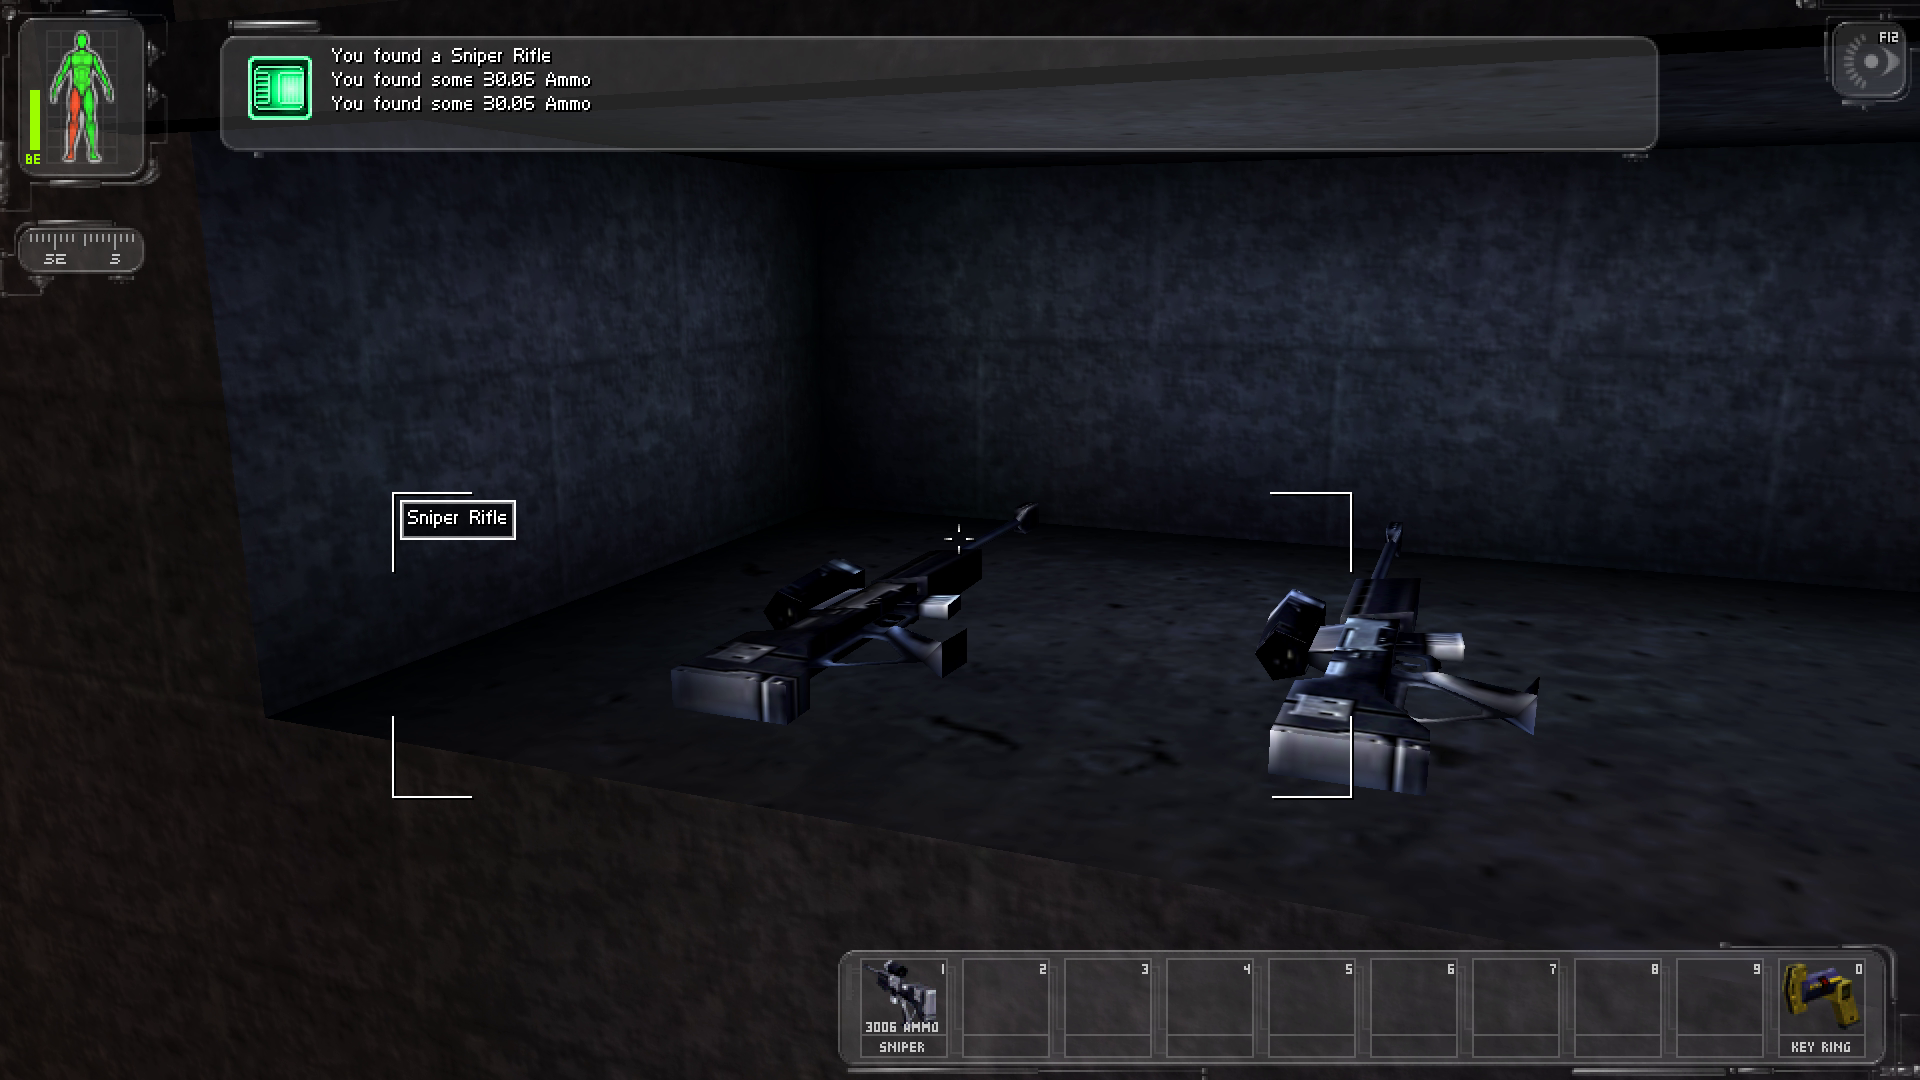 You found a Sniper Rifle
You found some 30.06 Ammo
You found some 30.06 Ammo
F12
BE
SE S
Sniper Rifle
1 2 3 4 5 6 7 8 9 0
3006 AMMO
SNIPER
KEY RING